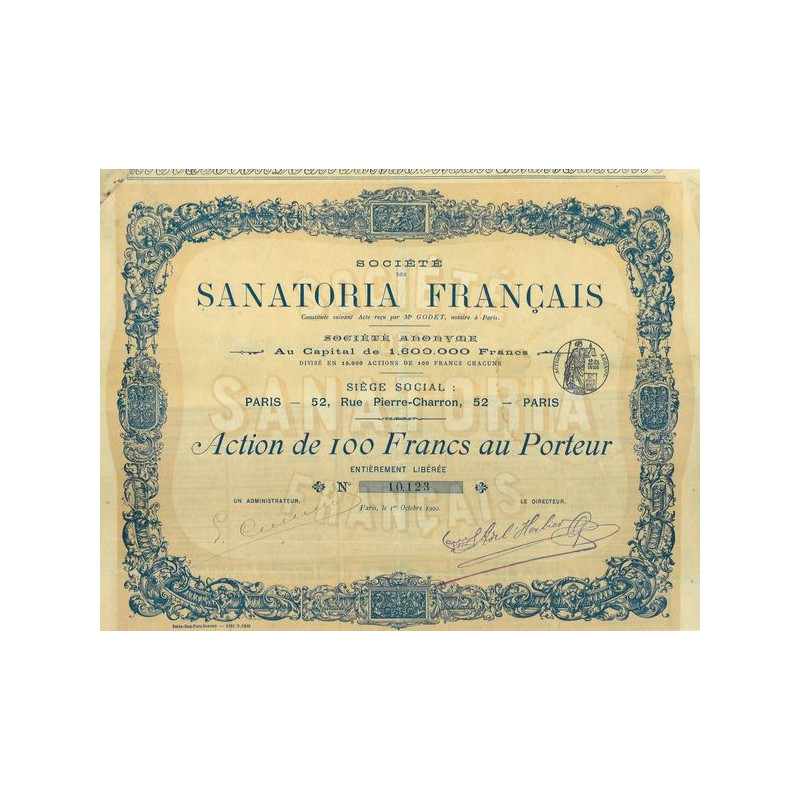 SOCIÉTÉ
DES
SANATORIA FRANÇAIS
Constituée suivant Acte reçu par Me GODET, notaire à Paris.
SOCIÉTÉ ANONYME
Au Capital de 1.600.000 Francs
DIVISÉ EN 16.000 ACTIONS DE 100 FRANCS CHACUNE
SIÈGE SOCIAL :
PARIS — 52, Rue Pierre-Charron, 52 — PARIS
Action de 100 Francs au Porteur
ENTIÈREMENT LIBÉRÉE
No 10,123
UN ADMINISTRATEUR, LE DIRECTEUR.
Paris, le 1er Octobre 1900.
SOCIÉTÉ
SANATORIA
FRANÇAIS